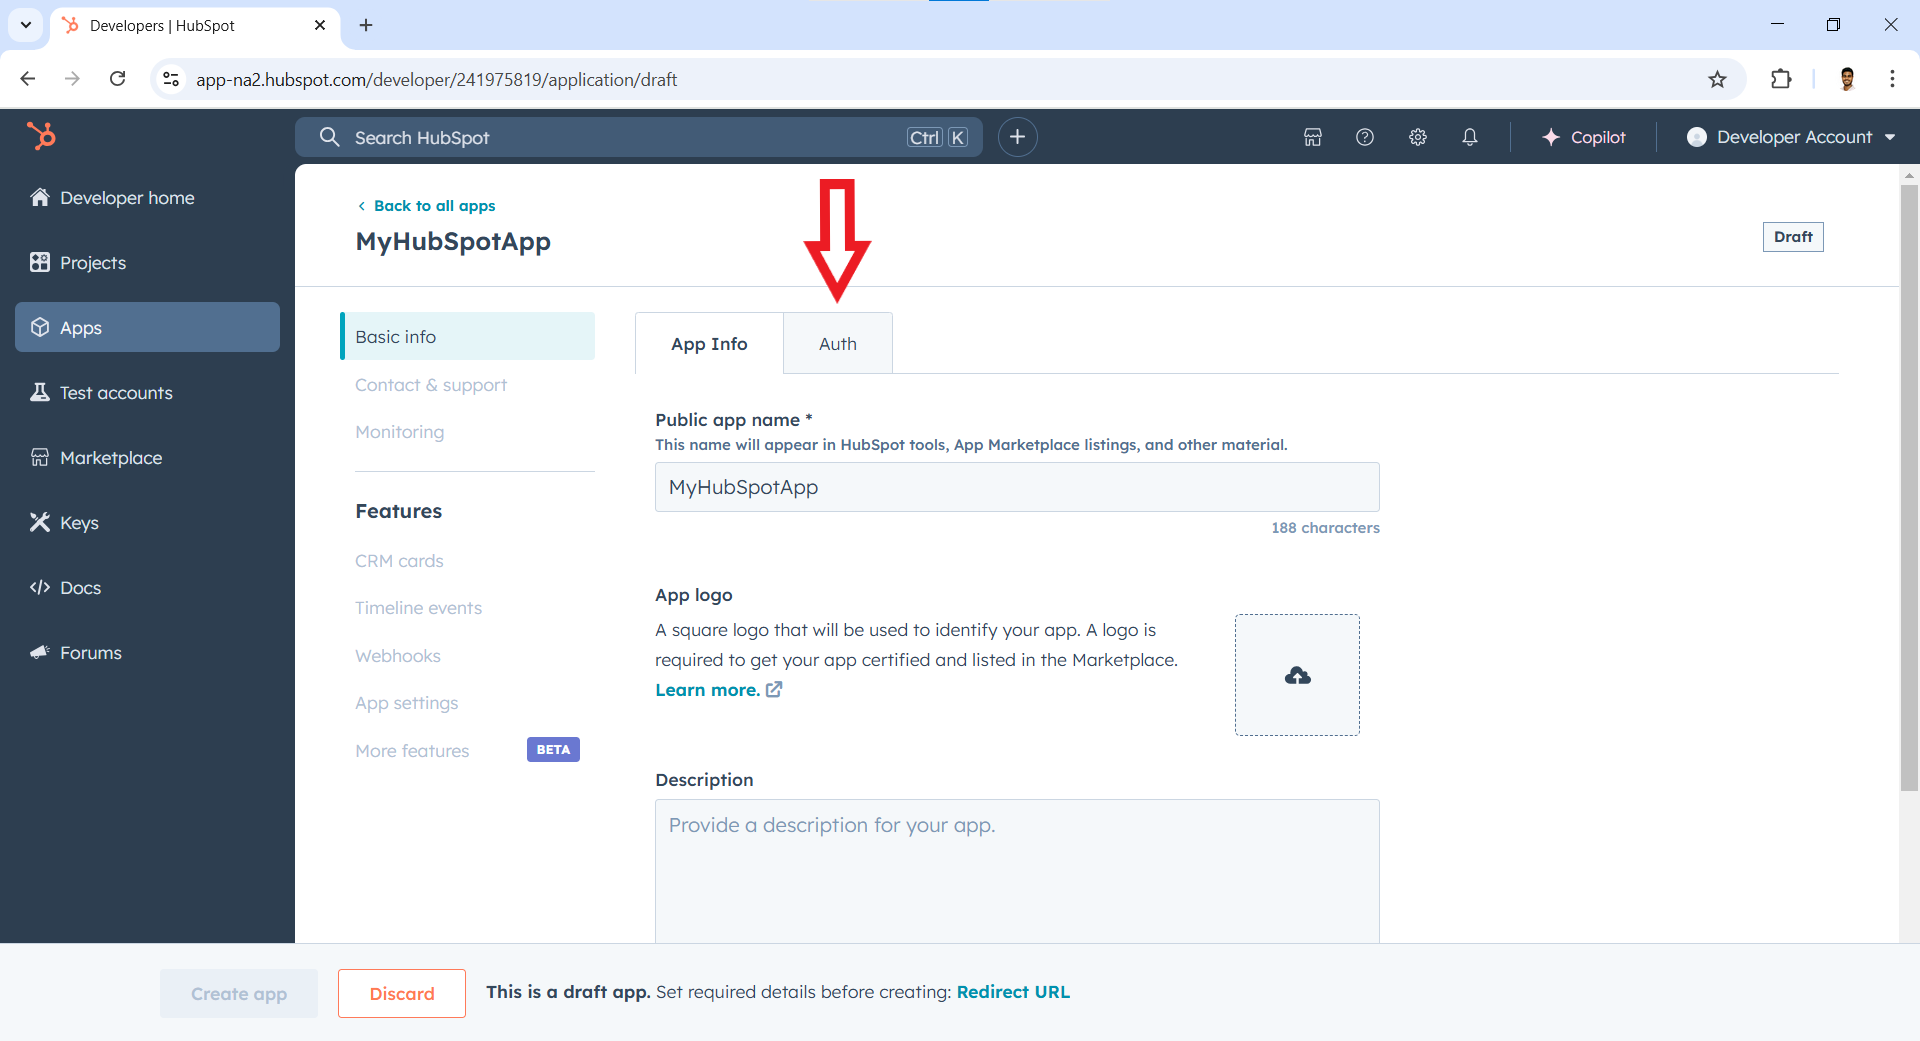 Developers | HubSpot
app-na2.hubspot.com/developer/241975819/application/draft
Search HubSpot
Ctrl K
Copilot
Developer Account
Developer home
Projects
Apps
Test accounts
Marketplace
Keys
Docs
Forums
Back to all apps
MyHubSpotApp
Draft
Basic info
Contact & support
Monitoring
Features
CRM cards
Timeline events
Webhooks
App settings
More features
BETA
App Info
Auth
Public app name *
This name will appear in HubSpot tools, App Marketplace listings, and other material.
MyHubSpotApp
188 characters
App logo
A square logo that will be used to identify your app. A logo is
required to get your app certified and listed in the Marketplace.
Learn more.
Description
Provide a description for your app.
Create app
Discard
This is a draft app. Set required details before creating: Redirect URL